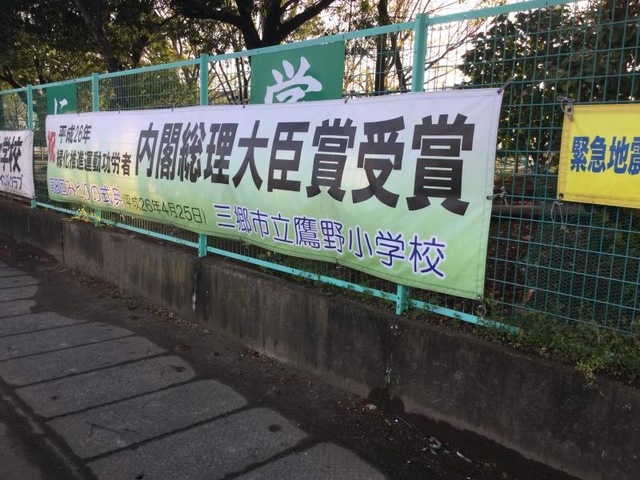 学
学校
祝
平成26年
緑化推進運動功労者 内閣総理大臣賞受賞
平成26年4月25日)
三郷市立鷹野小学校
緊急地震